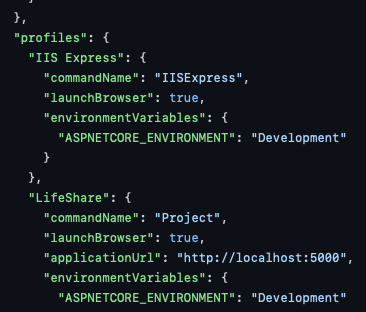 },
"profiles": {
"IIS Express": {
"commandName": "IISExpress",
"launchBrowser": true,
"environmentVariables": {
"ASPNETCORE_ENVIRONMENT": "Development"
}
},
"LifeShare": {
"commandName": "Project",
"launchBrowser": true,
"applicationUrl": "http://localhost:5000",
"environmentVariables": {
"ASPNETCORE_ENVIRONMENT": "Development"